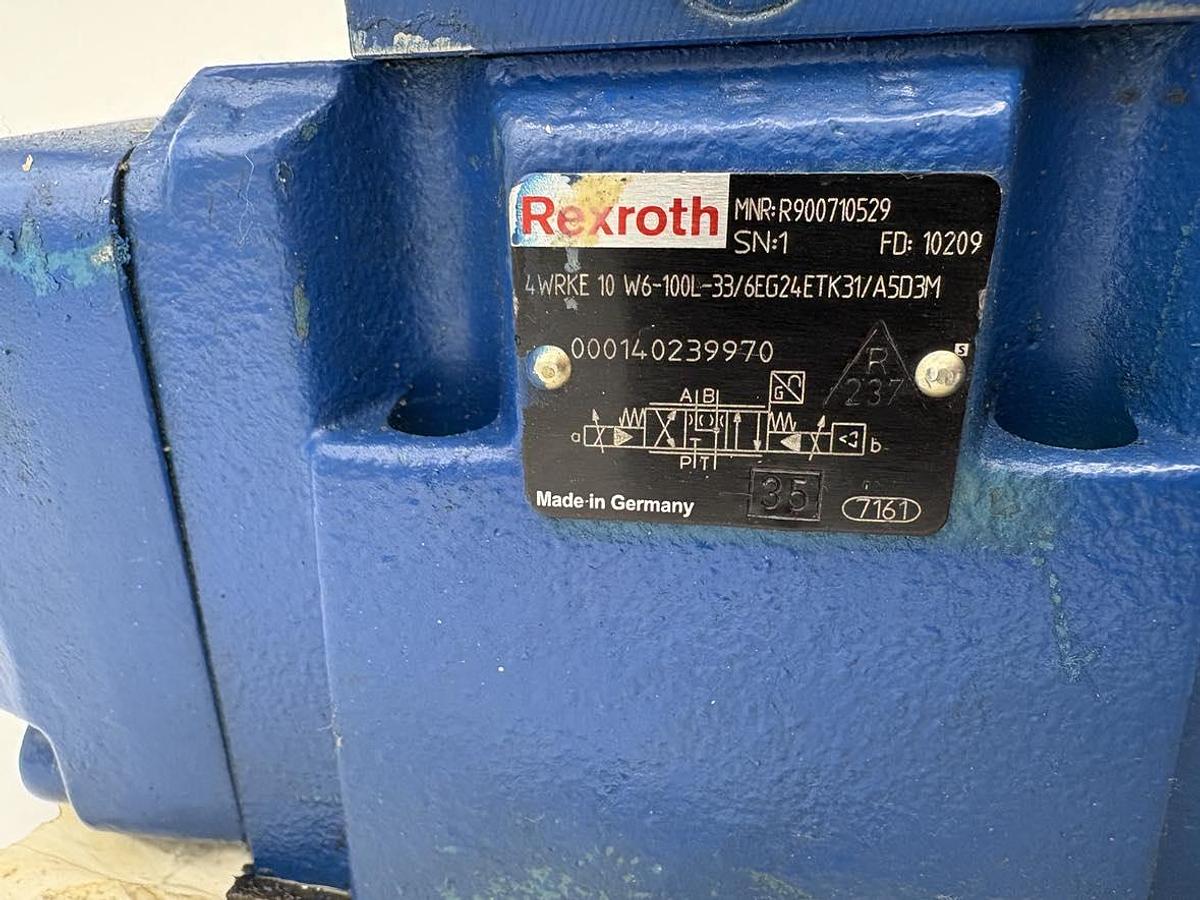 Rexroth
MNR: R900710529
SN: 1 FD: 10209
4WRKE 10 W6-100L-33/6EG24ETK31/A5D3M
000140239970
S
R
237
A B
G
a
b
T
P T
35
Made in Germany
7161